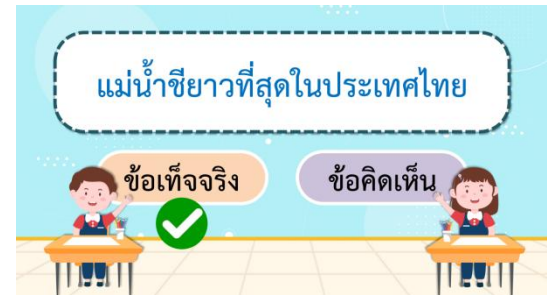 แม่น้ำชียาวที่สุดในประเทศไทย
ข้อเท็จจริง
ข้อคิดเห็น